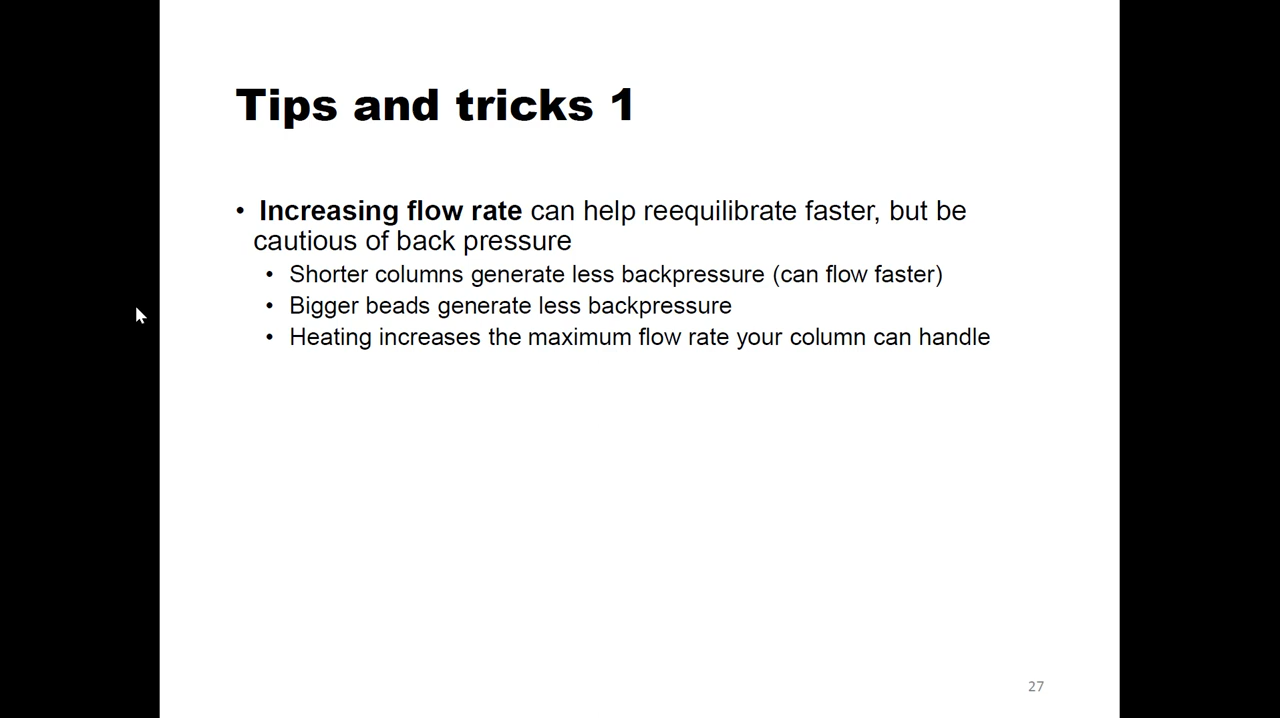 Tips and tricks 1
• Increasing flow rate can help reequilibrate faster, but be
cautious of back pressure
• Shorter columns generate less backpressure (can flow faster)
• Bigger beads generate less backpressure
• Heating increases the maximum flow rate your column can handle
27